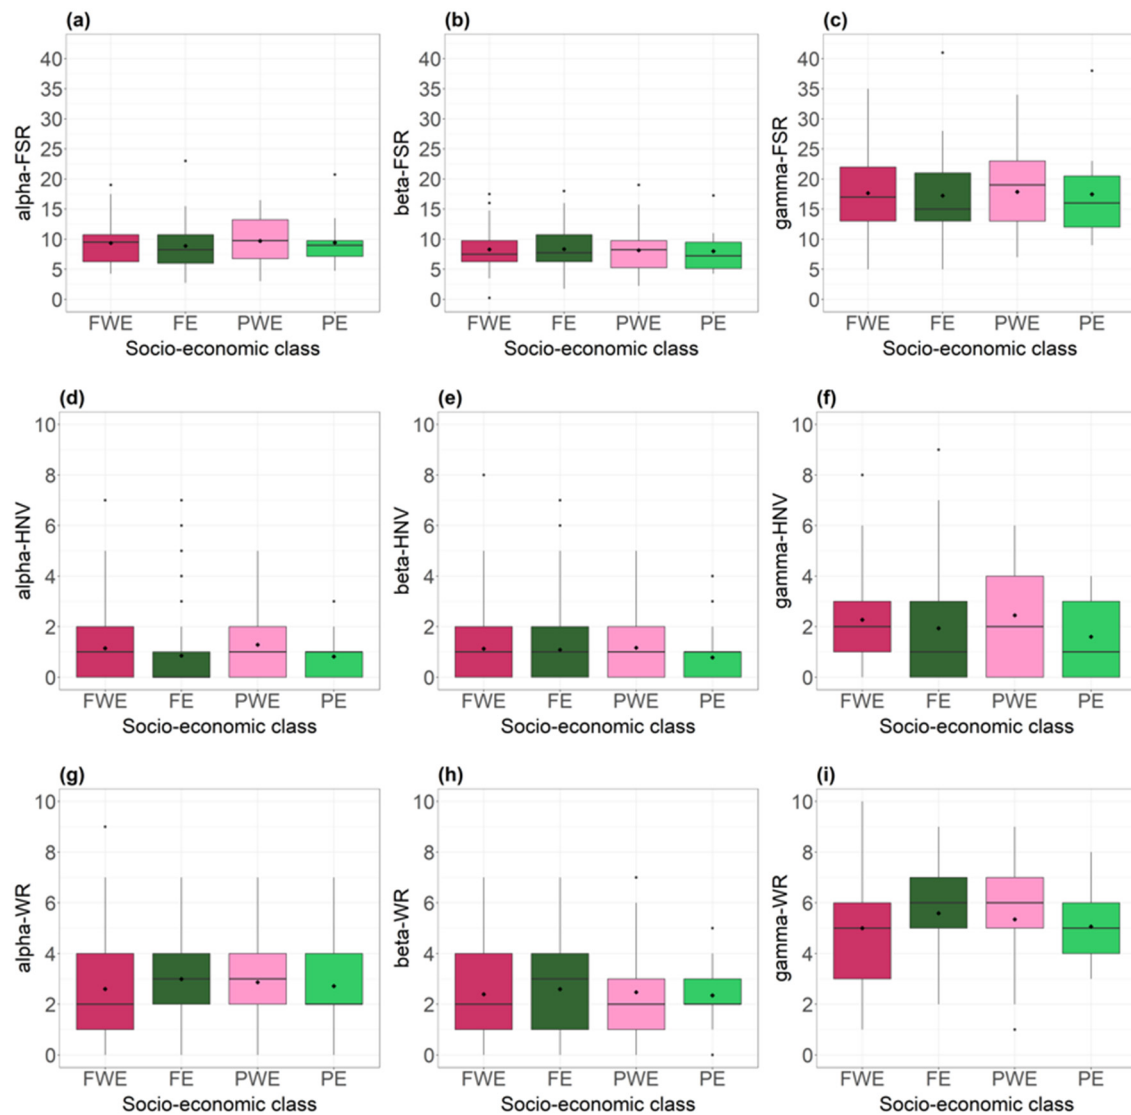 (a)
alpha-FSR
40
35
30
25
20
15
10
5
0
FWE FE PWE PE
Socio-economic class
(b)
beta-FSR
40
35
30
25
20
15
10
5
0
FWE FE PWE PE
Socio-economic class
(c)
gamma-FSR
40
35
30
25
20
15
10
5
0
FWE FE PWE PE
Socio-economic class
(d)
alpha-HNV
10
8
6
4
2
0
FWE FE PWE PE
Socio-economic class
(e)
beta-HNV
10
8
6
4
2
0
FWE FE PWE PE
Socio-economic class
(f)
gamma-HNV
10
8
6
4
2
0
FWE FE PWE PE
Socio-economic class
(g)
alpha-WR
10
8
6
4
2
0
FWE FE PWE PE
Socio-economic class
(h)
beta-WR
10
8
6
4
2
0
FWE FE PWE PE
Socio-economic class
(i)
gamma-WR
10
8
6
4
2
0
FWE FE PWE PE
Socio-economic class